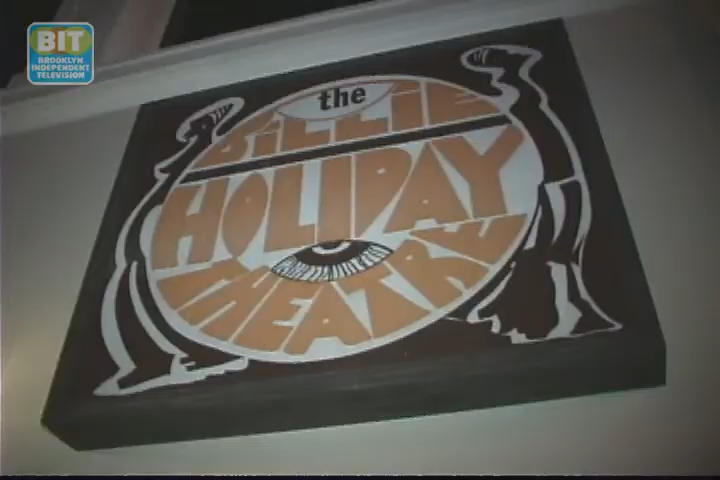 BIT
BROOKLYN
INDEPENDENT
TELEVISION
the
BILLIE
HOLIDAY
THEATRE